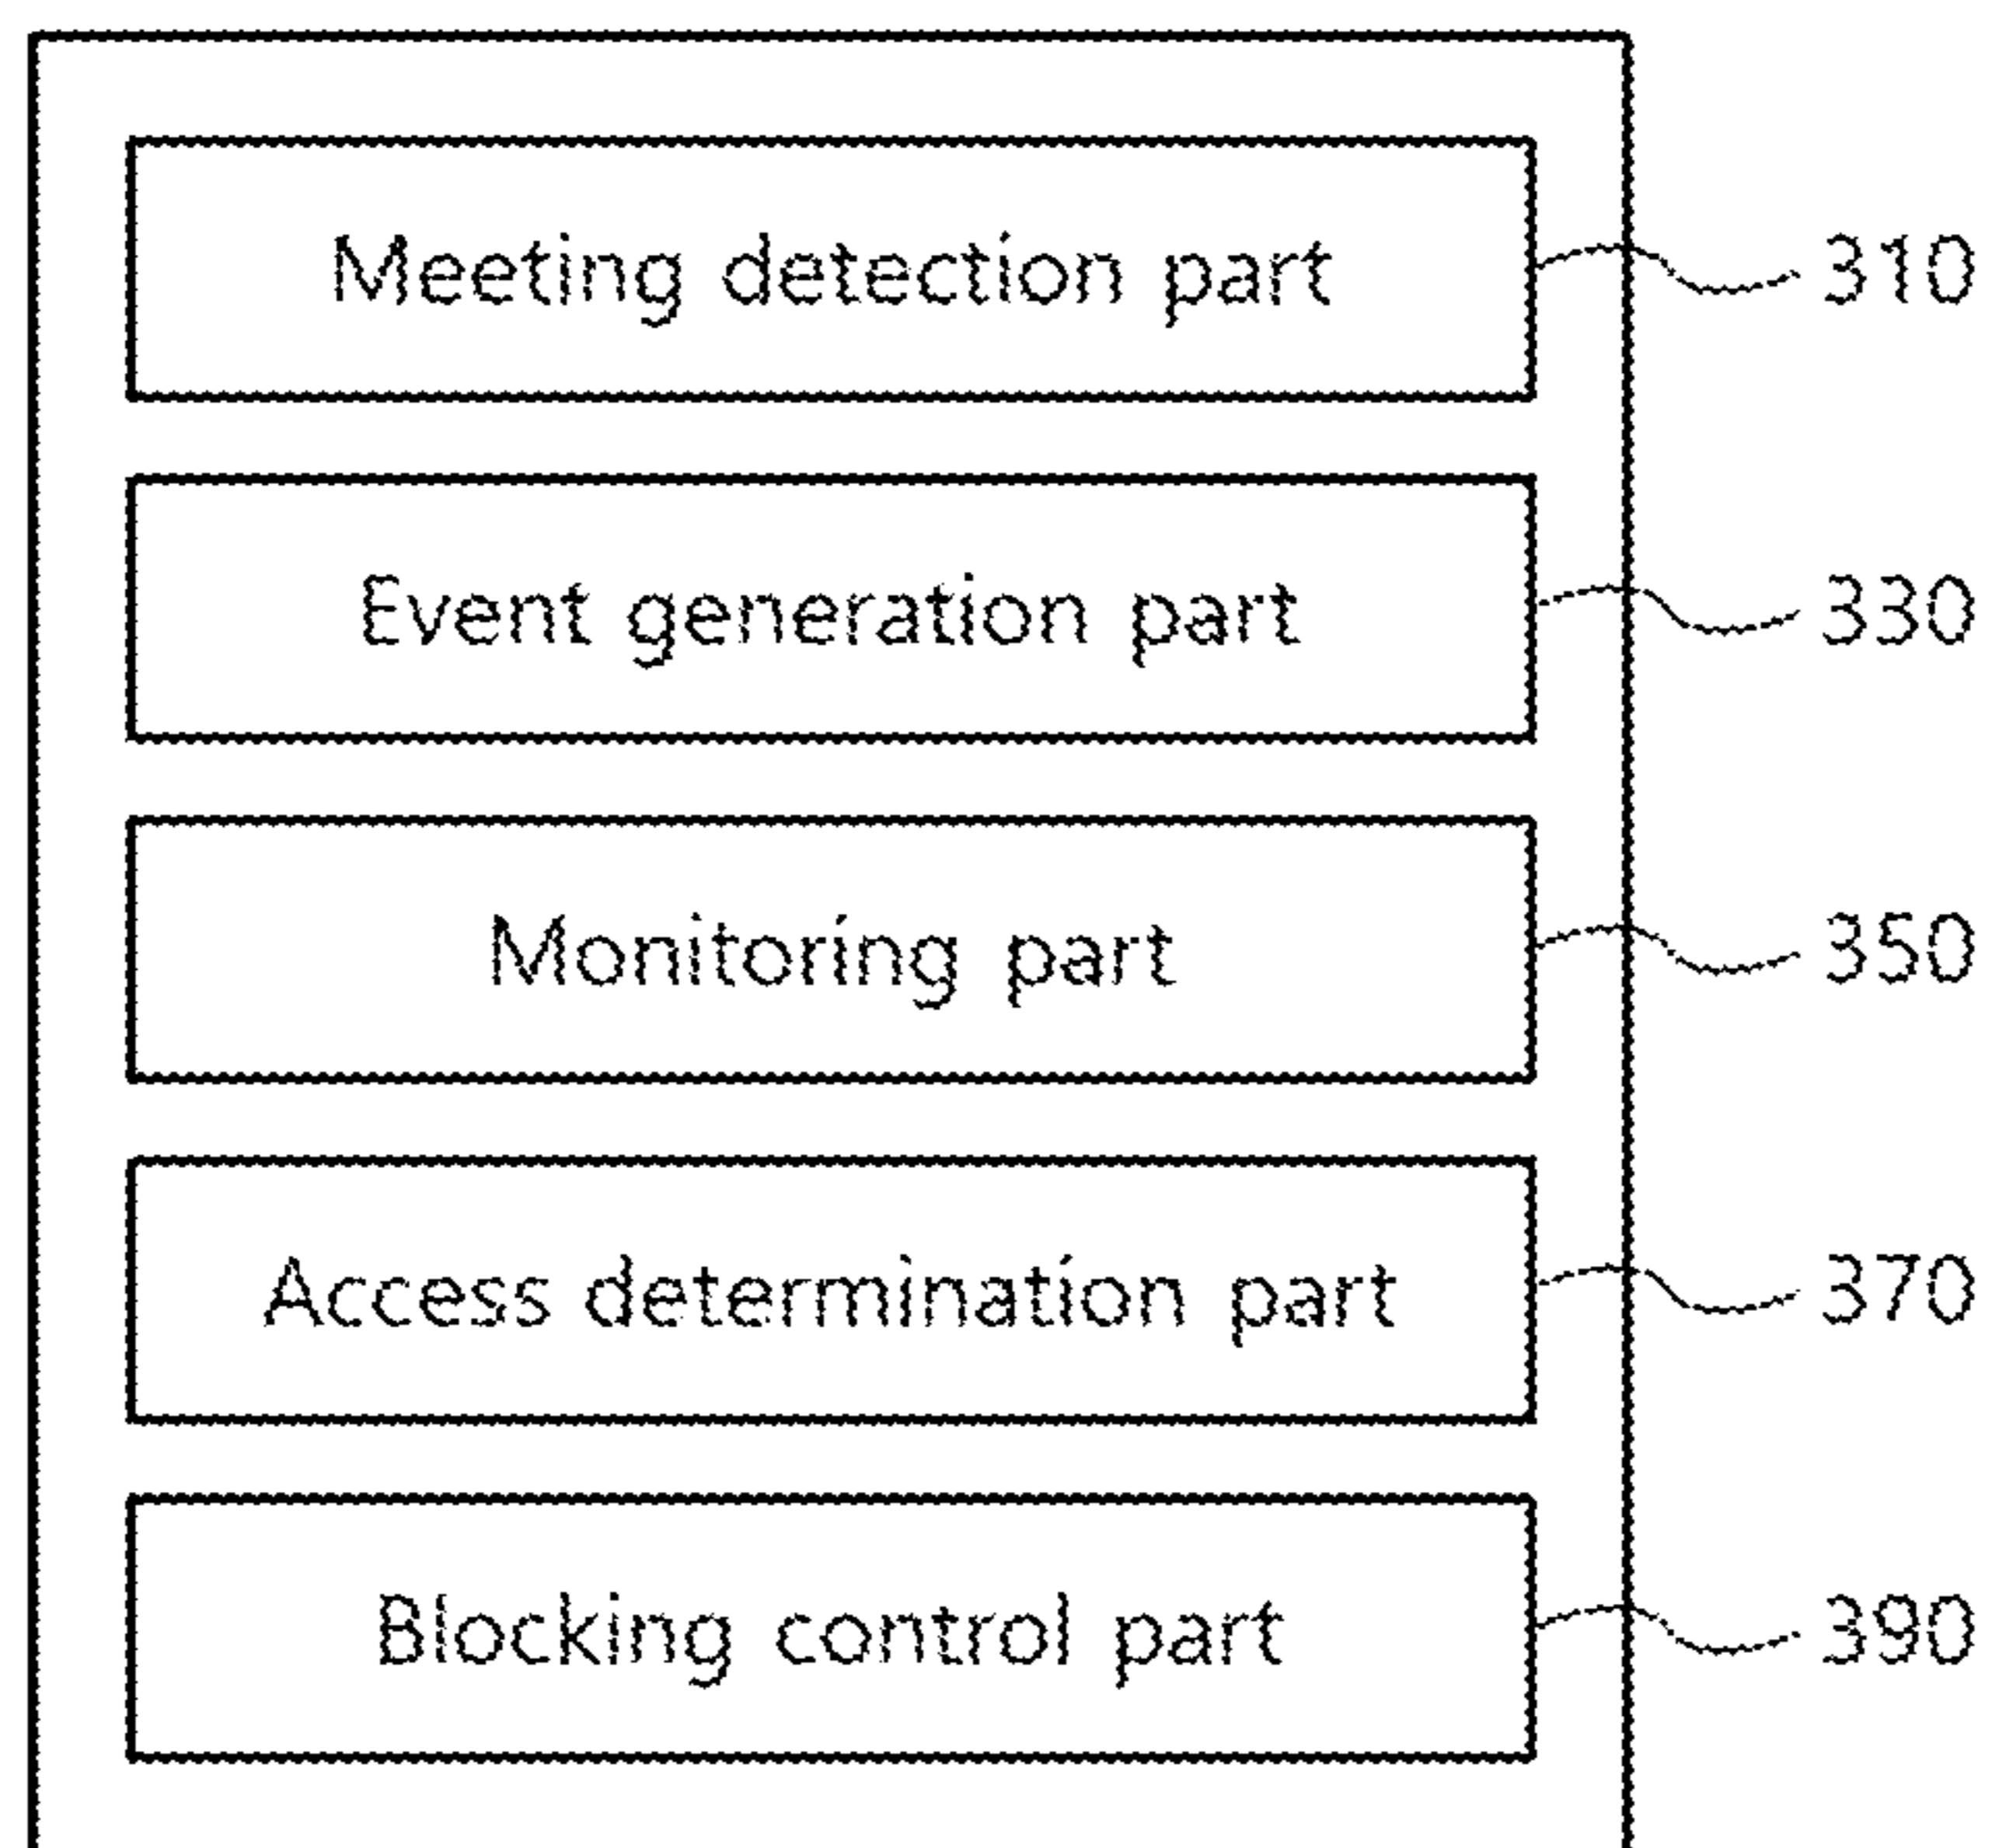 Meeting detection part 310
Event generation part 330
Monitoring part 350
Access determination part 370
Blocking control part 390